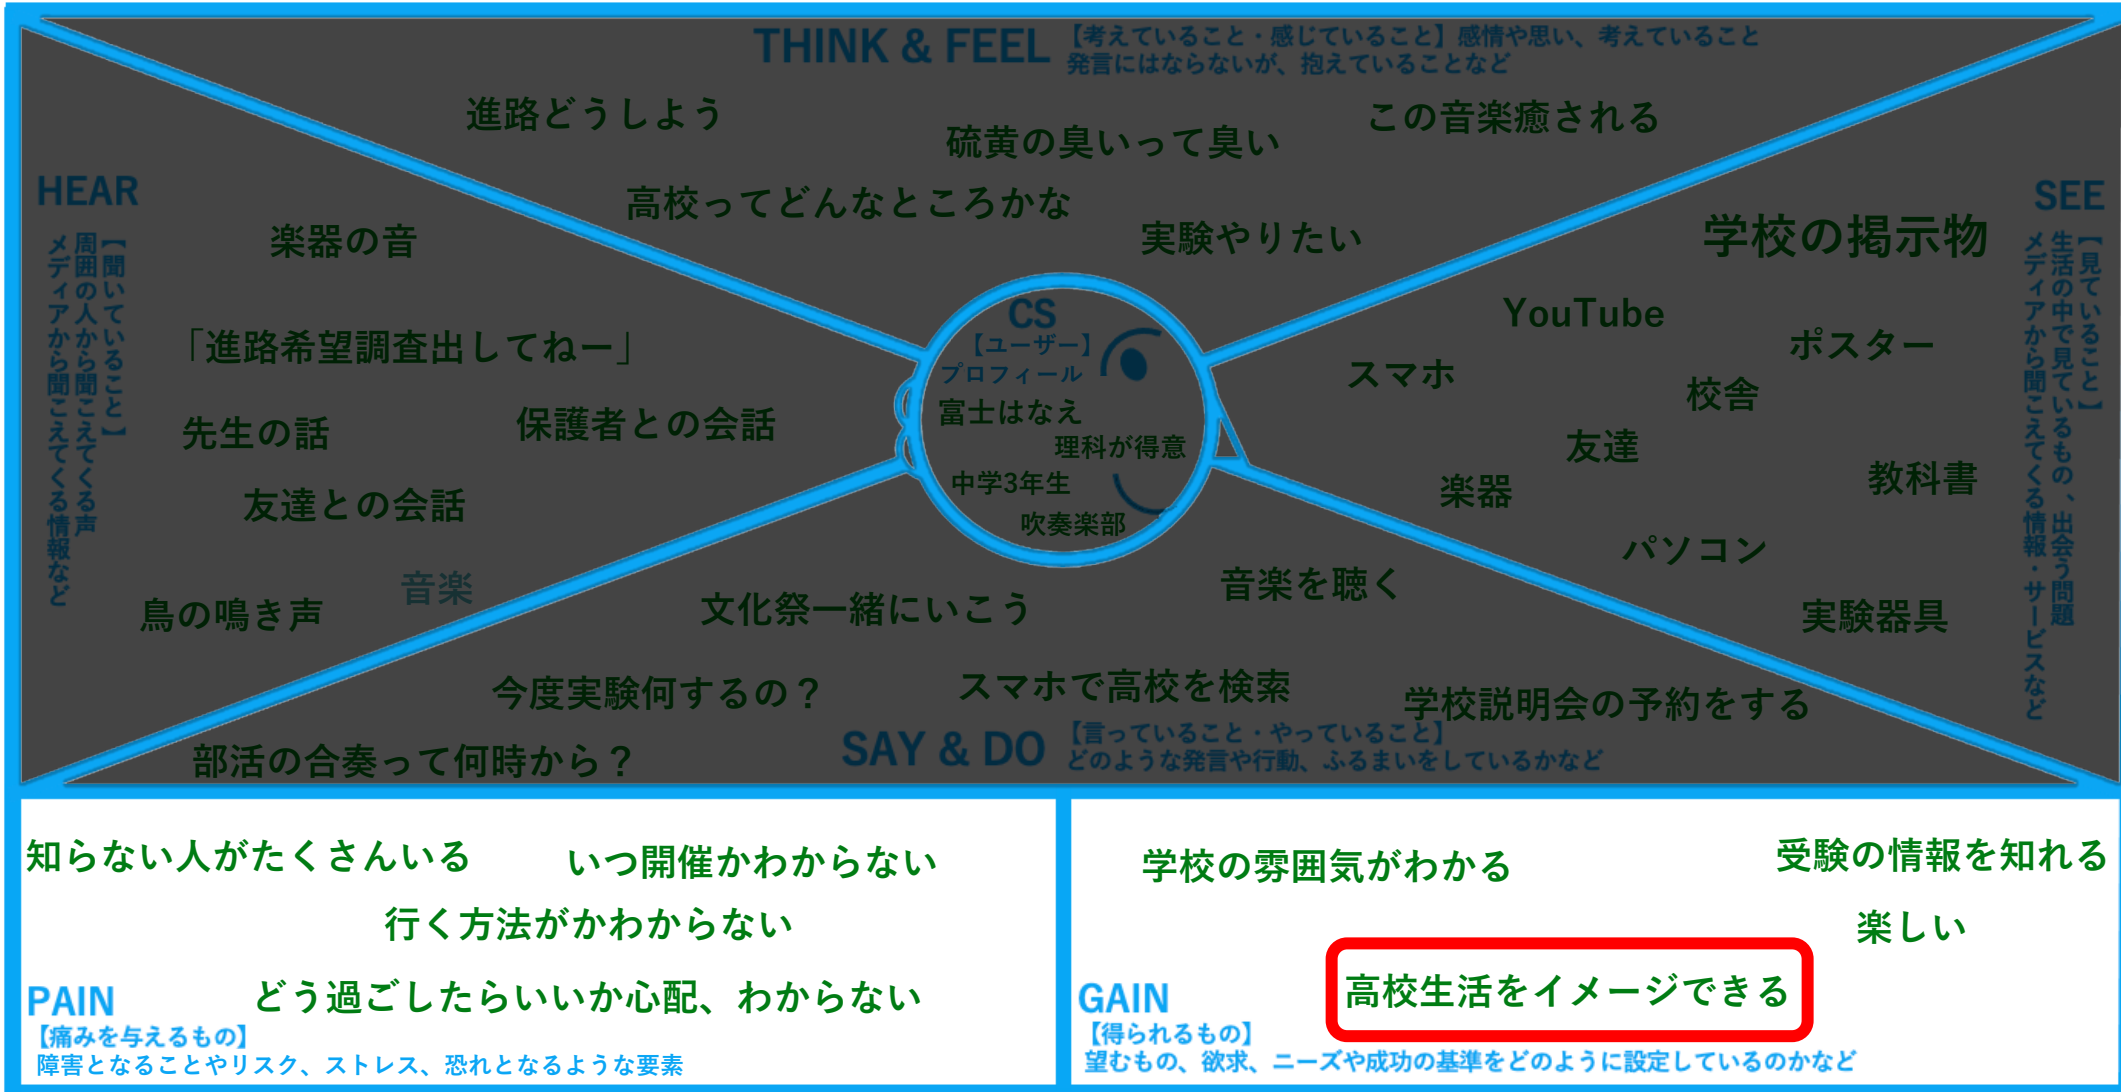 THINK & FEEL
【考えていること・感じていること】感情や思い、考えていること
発言にはならないが、抱えていることなど
進路どうしよう
硫黄の臭いって臭い
この音楽癒される
高校ってどんなところかな
実験やりたい
HEAR
【聞いていること】
周囲の人から聞こえてくる声
メディアから聞こえてくる情報など
楽器の音
「進路希望調査出してねー」
先生の話
保護者との会話
友達との会話
音楽
鳥の鳴き声
CS
【ユーザー】
プロフィール
富士はなえ
理科が得意
中学3年生
吹奏楽部
SEE
【見ていること】
生活の中で見ているもの、出会う問題
メディアから聞こえてくる情報・サービスなど
学校の掲示物
YouTube
ポスター
スマホ
校舎
友達
教科書
楽器
パソコン
実験器具
文化祭一緒にいこう
音楽を聴く
今度実験何するの？
スマホで高校を検索
学校説明会の予約をする
部活の合奏って何時から？
SAY & DO
【言っていること・やっていること】
どのような発言や行動、ふるまいをしているかなど
知らない人がたくさんいる
いつ開催かわからない
行く方法がかわからない
どう過ごしたらいいか心配、わからない
PAIN
【痛みを与えるもの】
障害となることやリスク、ストレス、恐れとなるような要素
学校の雰囲気がわかる
受験の情報を知れる
楽しい
高校生活をイメージできる
GAIN
【得られるもの】
望むもの、欲求、ニーズや成功の基準をどのように設定しているのかなど